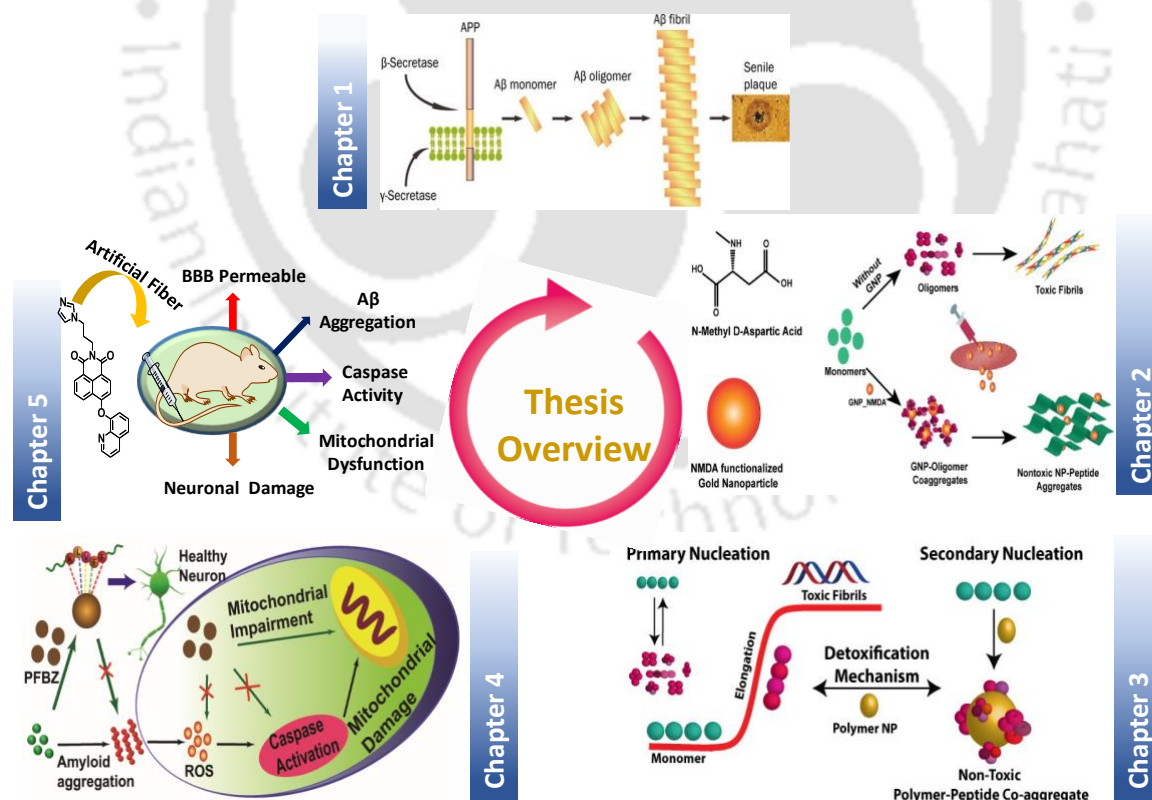 Chapter 1
APP
β-Secretase
γ-Secretase
Aβ monomer
Aβ oligomer
Aβ fibril
Senile
plaque
Chapter 2
NH
O
HO
O
O
OH
N-Methyl D-Aspartic Acid
NMDA functionalized
Gold Nanoparticle
Monomers
Without
GNP
GNP_NMDA
Oligomers
Toxic Fibrils
GNP-Oligomer
Coaggregates
Nontoxic NP-Peptide
Aggregates
Thesis
Overview
Chapter 5
Artificial Fiber
N
N
O
N
O
O
N
BBB Permeable
Aβ
Aggregation
Caspase
Activity
Mitochondrial
Dysfunction
Neuronal Damage
Chapter 3
Primary Nucleation
Secondary Nucleation
Toxic Fibrils
Elongation
Monomer
Detoxification
Mechanism
Polymer NP
Non-Toxic
Polymer-Peptide Co-aggregate
Chapter 4
Healthy
Neuron
PFBZ
Amyloid
aggregation
ROS
Mitochondrial
Impairment
Caspase
Activation
Mitochondrial
Damage